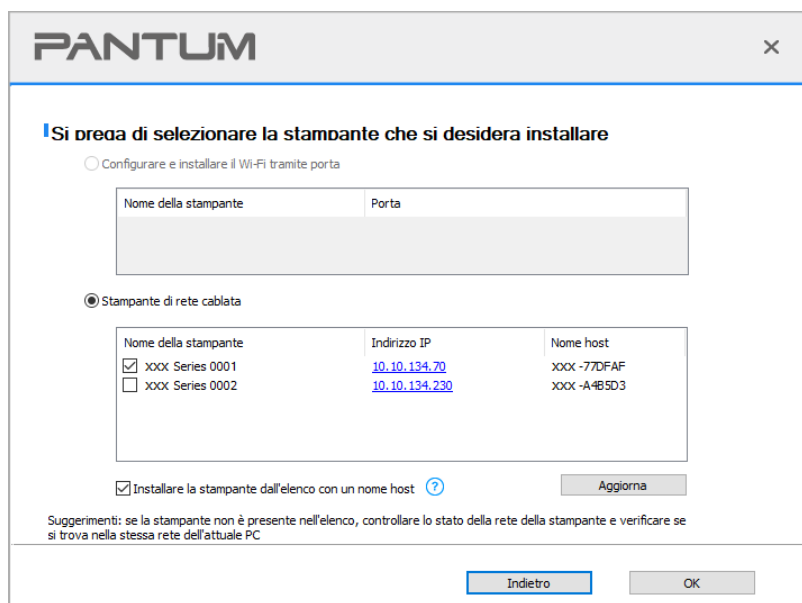 PANTUM
Si prega di selezionare la stampante che si desidera installare
Configurare e installare il Wi-Fi tramite porta
Nome della stampante Porta
Stampante di rete cablata
Nome della stampante Indirizzo IP Nome host
XXX Series 0001 10.10.134.70 XXX -77DFAF
XXX Series 0002 10.10.134.230 XXX -A4B5D3
Installare la stampante dall'elenco con un nome host ? Aggiorna
Suggerimenti: se la stampante non è presente nell'elenco, controllare lo stato della rete della stampante e verificare se
si trova nella stessa rete dell'attuale PC
Indietro OK